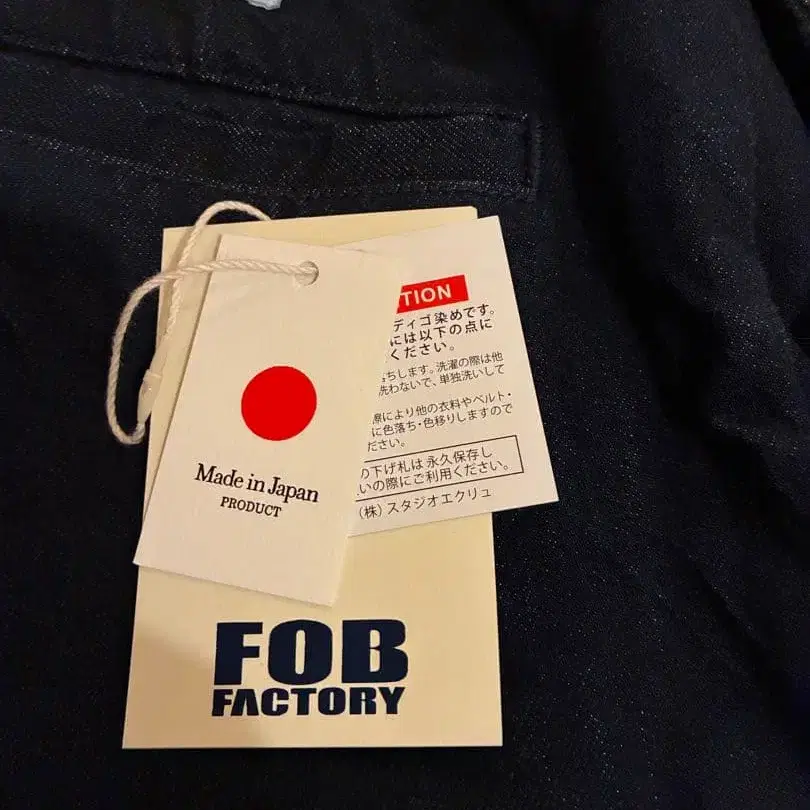 TION
ディゴ染めです。
には以下の点に
ください。
ちします。洗濯の際は他
洗わないで、単独洗いして
際により他の衣料やベルト・
に色落ち・色移りしますので
ださい。
の下げ札は 永久保存し
いの際にご利用ください。
(株)スタジオエクリュ
Made in Japan
PRODUCT
FOB
FACTORY